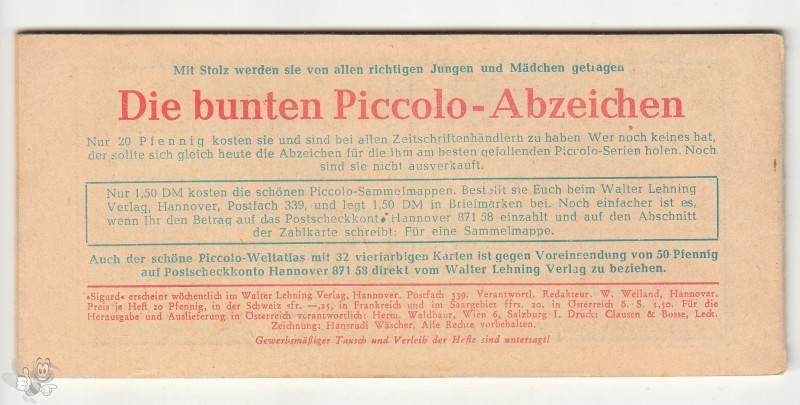 Mit Stolz werden sie von allen richtigen Jungen und Mädchen getragen
Die bunten Piccolo-Abzeichen
Nur 20 Pfennig kosten sie und sind bei allen Zeitschriftenhändlern zu haben Wer noch keines hat,
der sollte sich gleich heute die Abzeichen für die ihm am besten gefallenden Piccolo-Serien holen. Noch
sind sie nicht ausverkauft.
Nur 1,50 DM kosten die schönen Piccolo-Sammelmappen. Bestellt sie Euch beim Walter Lehning
Verlag, Hannover, Postfach 339, und legt 1,50 DM in Briefmarken bei. Noch einfacher ist es,
wenn Ihr den Betrag auf das Postscheckkonto Hannover 871 58 einzahlt und auf den Abschnitt
der Zahlkarte schreibt: Für eine Sammelmappe.
Auch der schöne Piccolo-Weltatlas mit 32 vierfarbigen Karten ist gegen Voreinsendung von 50 Pfennig
auf Postscheckkonto Hannover 871 58 direkt vom Walter Lehning Verlag zu beziehen.
»Sigurd« erscheint wöchentlich im Walter Lehning Verlag, Hannover, Postfach 339. Verantwortl. Redakteur: W. Welland, Hannover.
Preis je Heft 20 Pfennig, in der Schweiz sfr. —,25, in Frankreich und im Saargebiet ffrs. 20, in Österreich ö. S. 1,50. Für die
Herausgabe und Auslieferung in Österreich verantwortlich: Herm. Waldbaur, Wien 6, Salzburg I. Druck: Clausen & Bosse, Leck.
Zeichnung: Hansrudi Wäscher, Alle Rechte vorbehalten.
Gewerbsmäßiger Tausch und Verleih der Hefte sind untersagt!